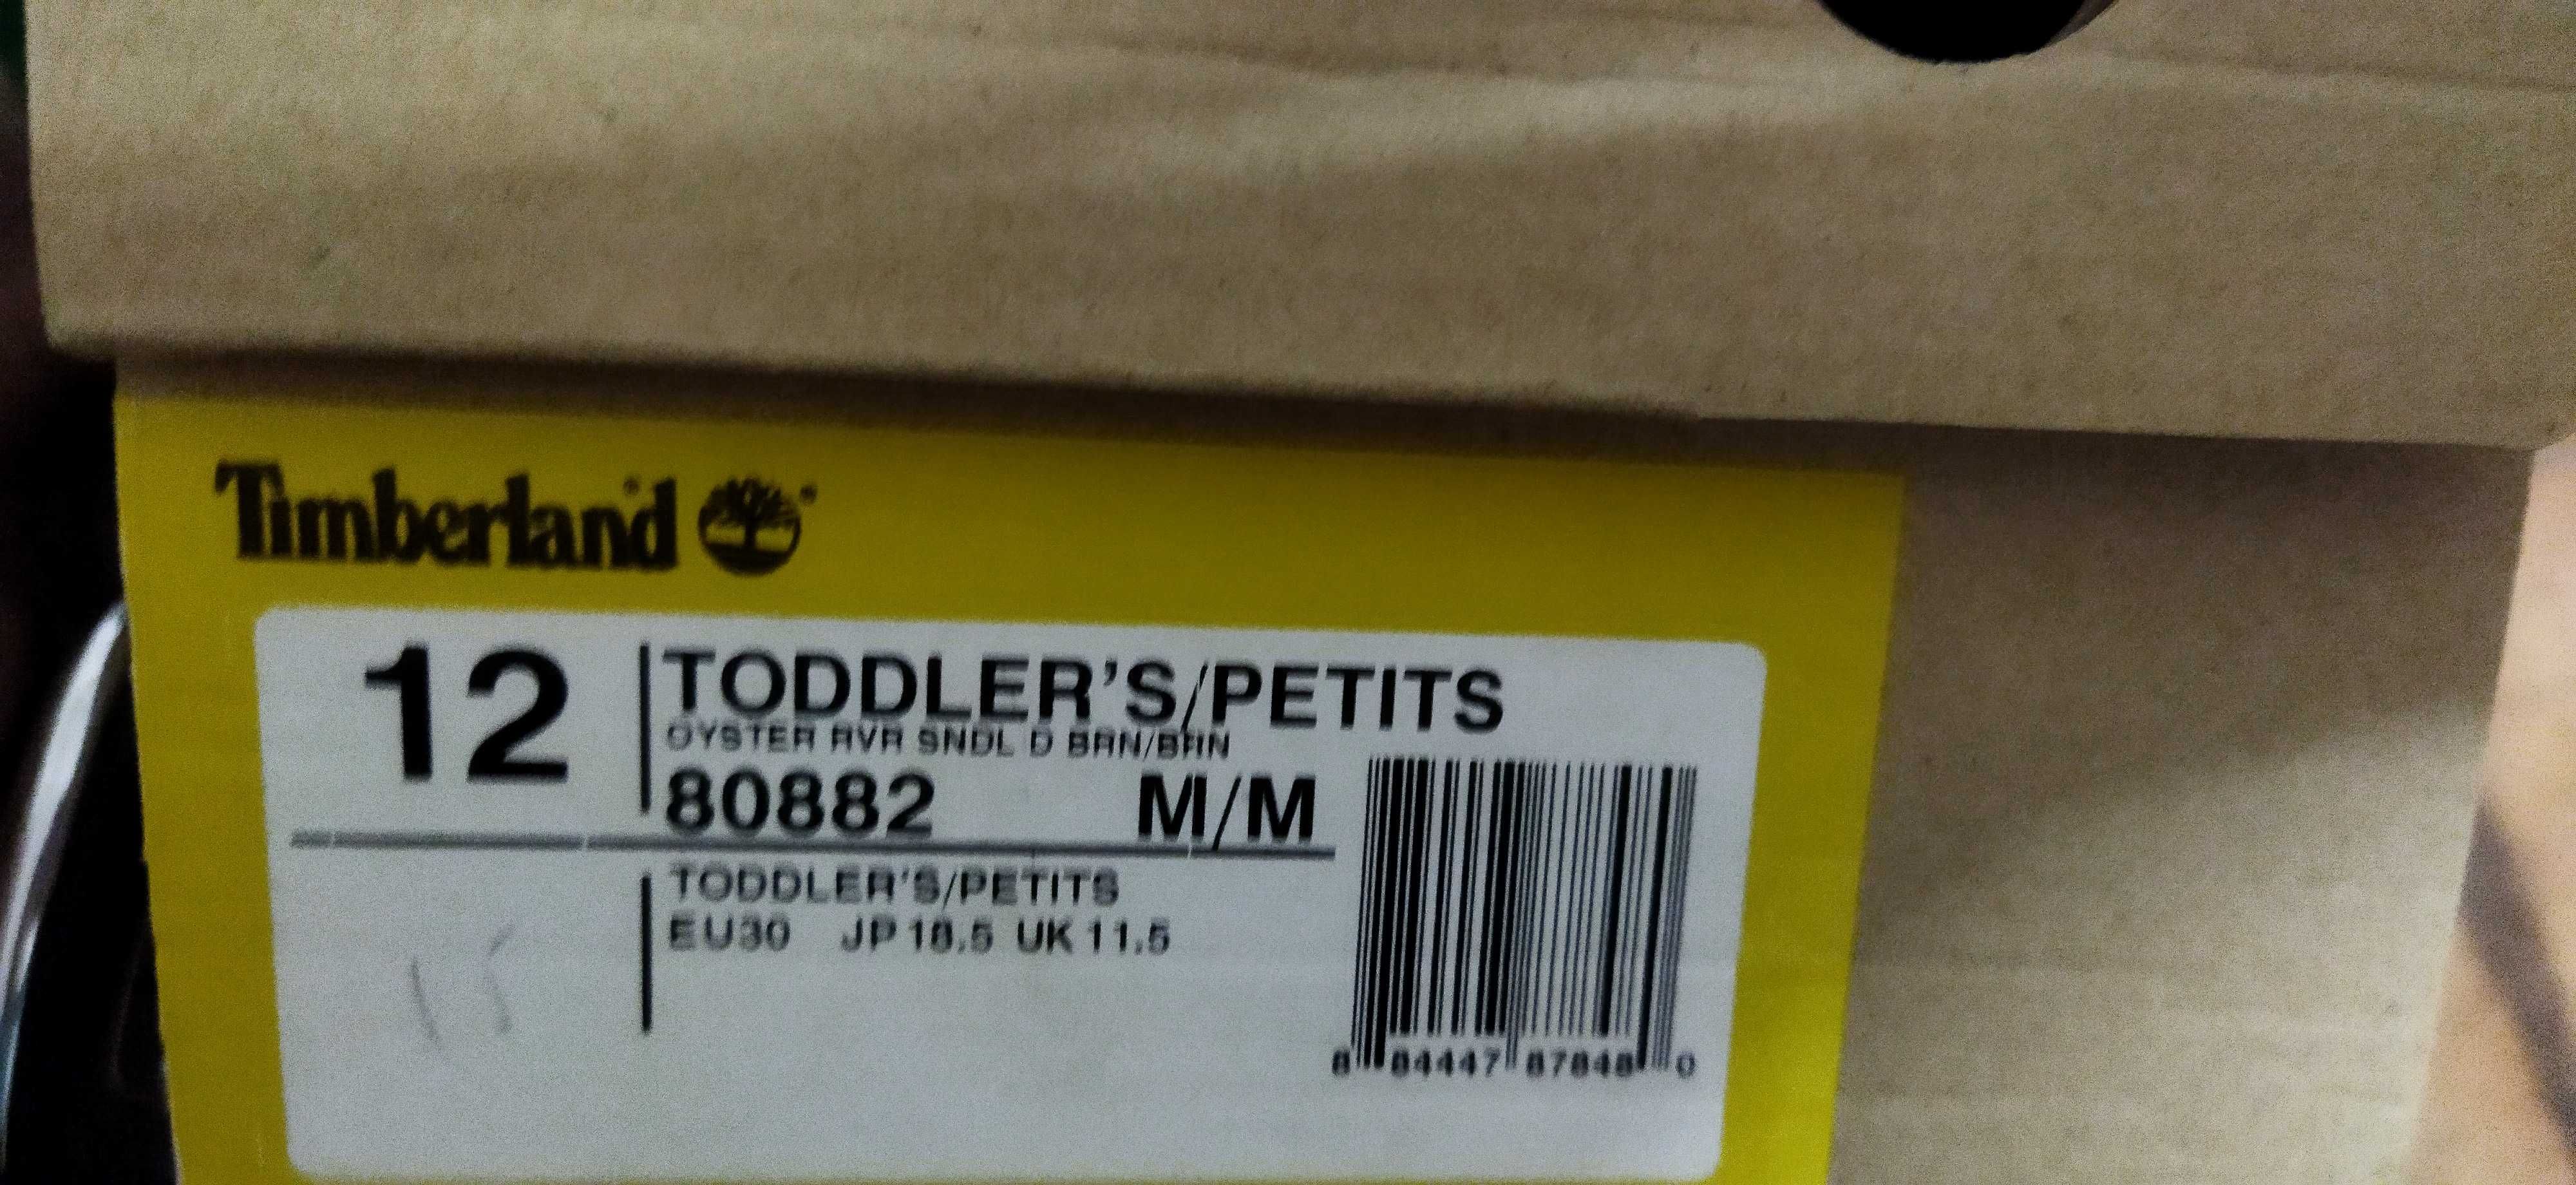 Timberland
12
TODDLER'S/PETITS
OYSTER RVR SNDL D BRN/BRN
80882 M/M
TODDLER'S/PETITS
EU30 JP 18.5 UK 11.5
15
8 84447 87848 0